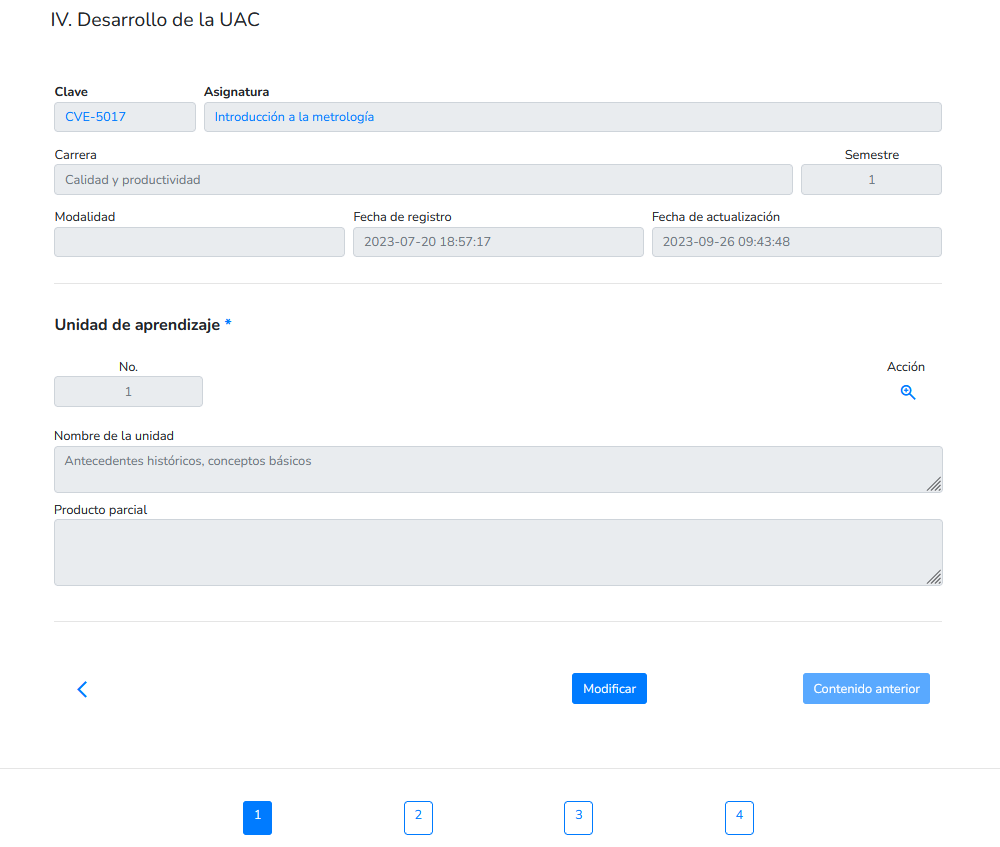 IV. Desarrollo de la UAC
Clave Asignatura
CVE-5017 Introducción a la metrología
Carrera Semestre
Calidad y productividad 1
Modalidad Fecha de registro Fecha de actualización
2023-07-20 18:57:17 2023-09-26 09:43:48
Unidad de aprendizaje *
No. Acción
1
Nombre de la unidad
Antecedentes históricos, conceptos básicos
Producto parcial
Modificar Contenido anterior
1 2 3 4